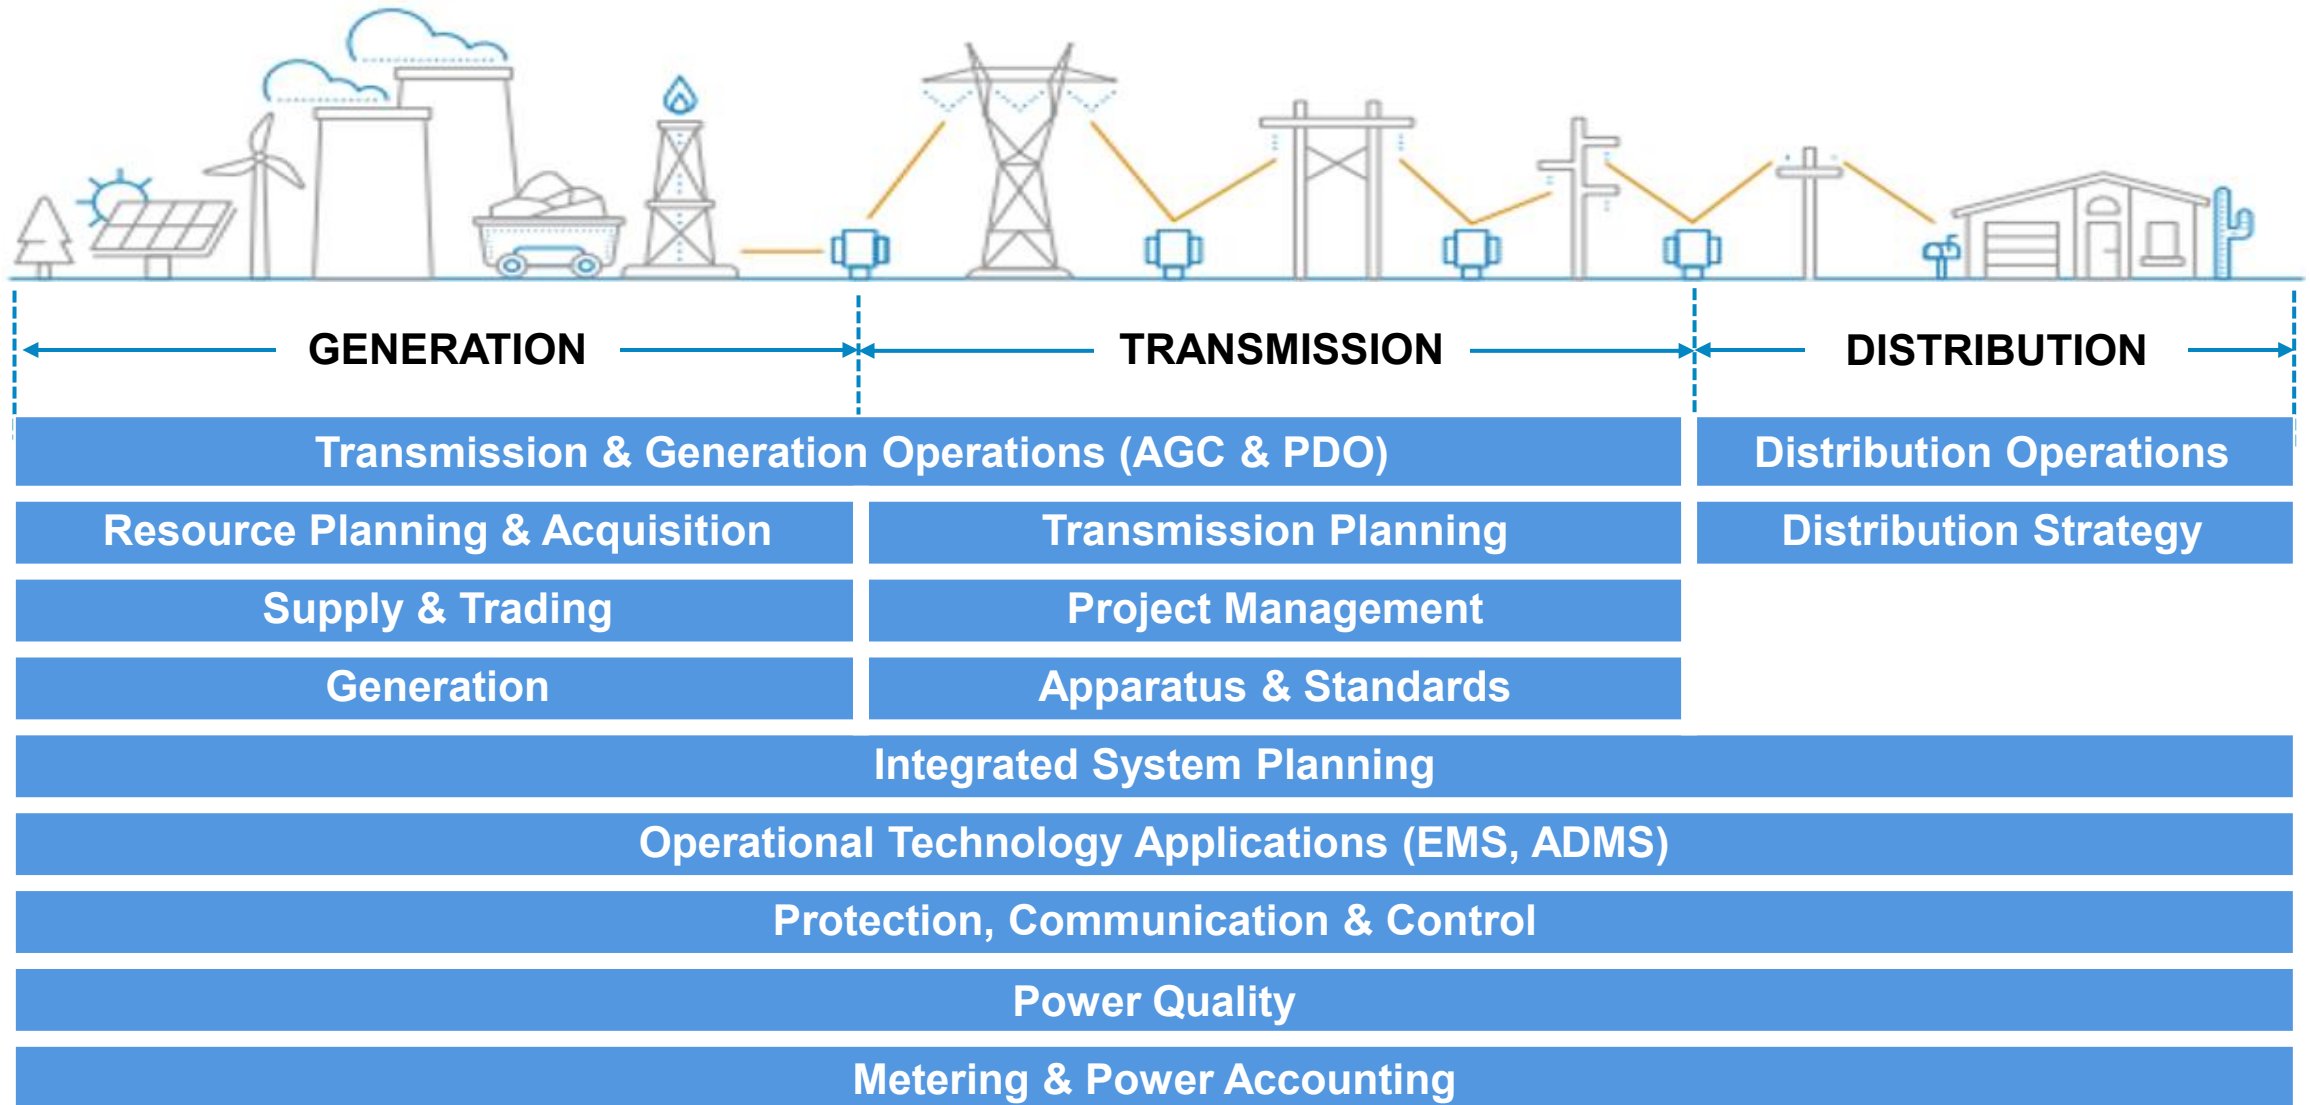 GENERATION
TRANSMISSION
DISTRIBUTION
Transmission & Generation Operations (AGC & PDO)
Distribution Operations
Resource Planning & Acquisition
Transmission Planning
Distribution Strategy
Supply & Trading
Project Management
Generation
Apparatus & Standards
Integrated System Planning
Operational Technology Applications (EMS, ADMS)
Protection, Communication & Control
Power Quality
Metering & Power Accounting